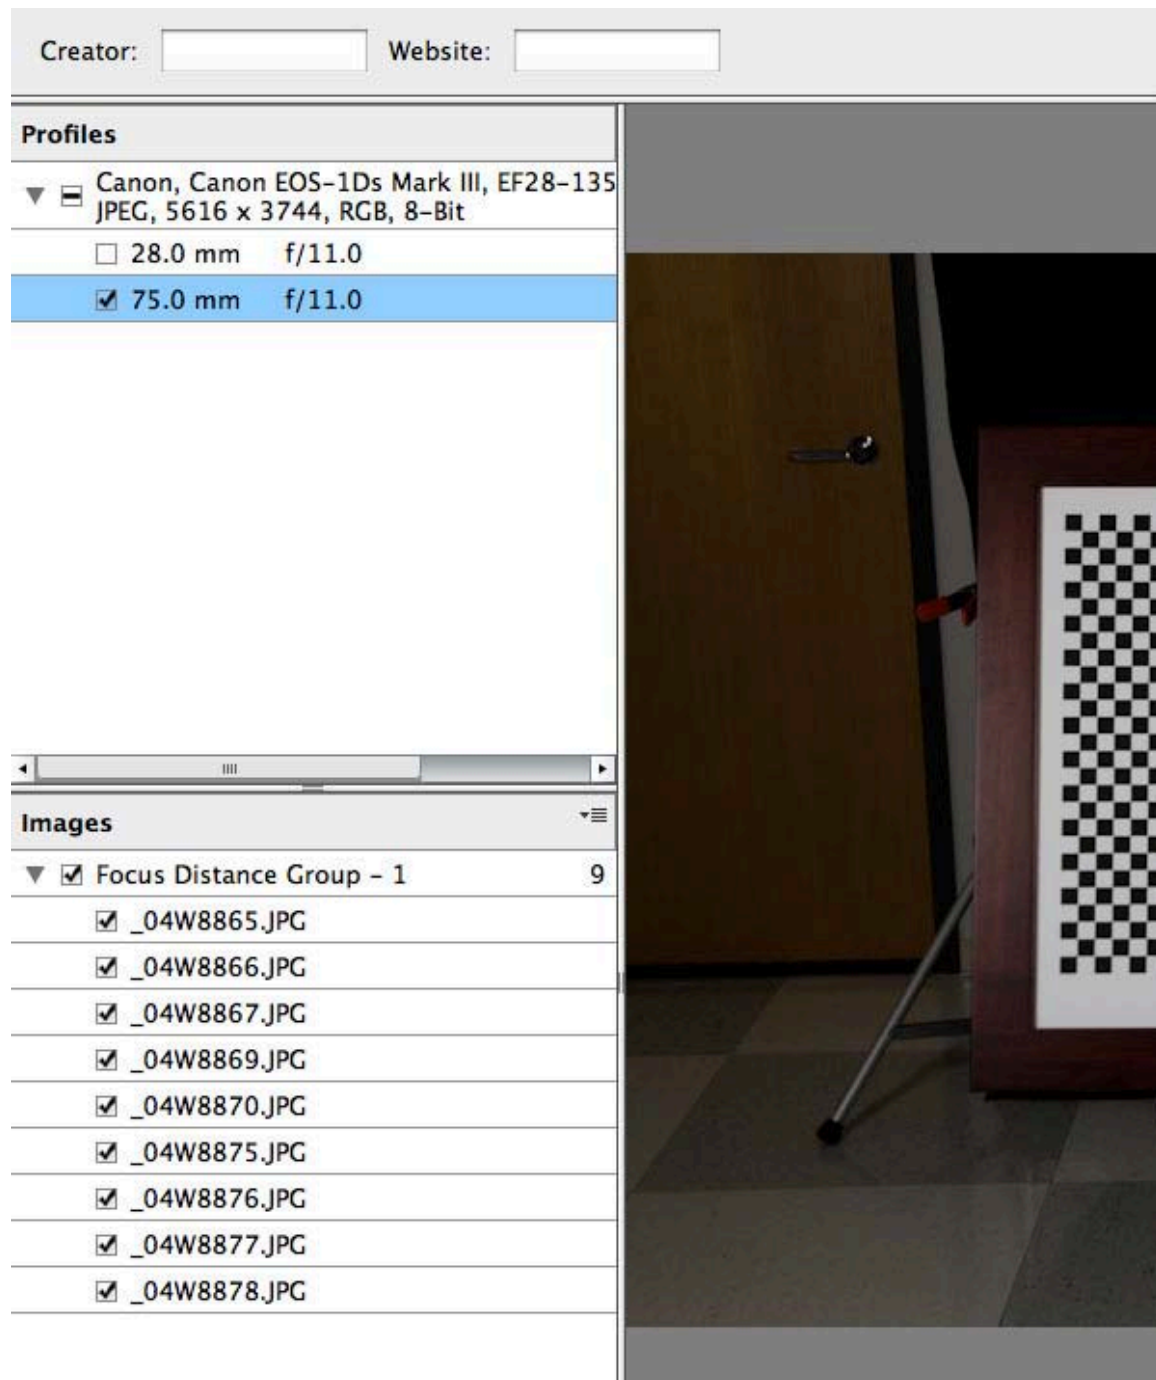 Creator: Website:
Profiles
Canon, Canon EOS-1Ds Mark III, EF28-135
JPEG, 5616 x 3744, RGB, 8-Bit
28.0 mm f/11.0
75.0 mm f/11.0
Images
Focus Distance Group - 1 9
_04W8865.JPG
_04W8866.JPG
_04W8867.JPG
_04W8869.JPG
_04W8870.JPG
_04W8875.JPG
_04W8876.JPG
_04W8877.JPG
_04W8878.JPG